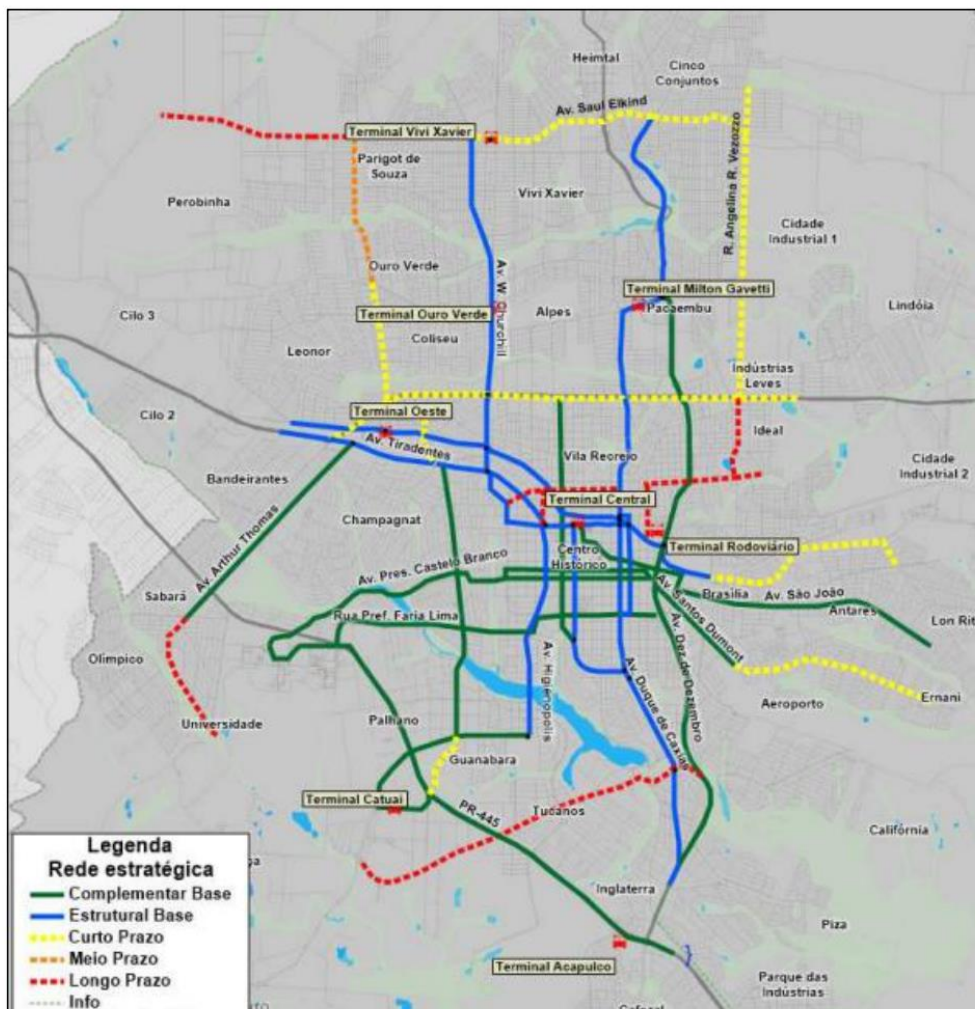 Heimtal
Cinco
Conjuntos
Av. Saul Elkind
Terminal Vivi Xavier
Parigot de
Souza
Vivi Xavier
R. Angelina R. Vezozzo
Perobinha
Cidade
Industrial 1
Ouro Verde
Av. W Churchill
Terminal Milton Gavetti
Pacaembu
Lindóia
Cilo 3
Terminal Ouro Verde
Alpes
Coliseu
Leonor
Indústrias
Leves
Cilo 2
Terminal Oeste
Ideal
Av. Tiradentes
Vila Recreio
Cidade
Industrial 2
Bandeirantes
Terminal Central
Champagnat
Av. Arthur Thomas
Centro
Histórico
Terminal Rodoviário
Av. Pres. Castelo Branco
Brasília
Av. São João
Sabará
Av. Santos Dumont
Antares
Rua Pref. Faria Lima
Lon Rit
Av. Dez de Dezembro
Olímpico
Av. Higienopolis
Av. Duque de Caxias
Ernani
Aeroporto
Universidade
Palhano
Guanabara
Terminal Catuai
PR-445
Tucanos
Califórnia
Inglaterra
Piza
Terminal Acapulco
Parque das
Indústrias
Legenda
Rede estratégica
Complementar Base
Estrutural Base
Curto Prazo
Meio Prazo
Longo Prazo
Info